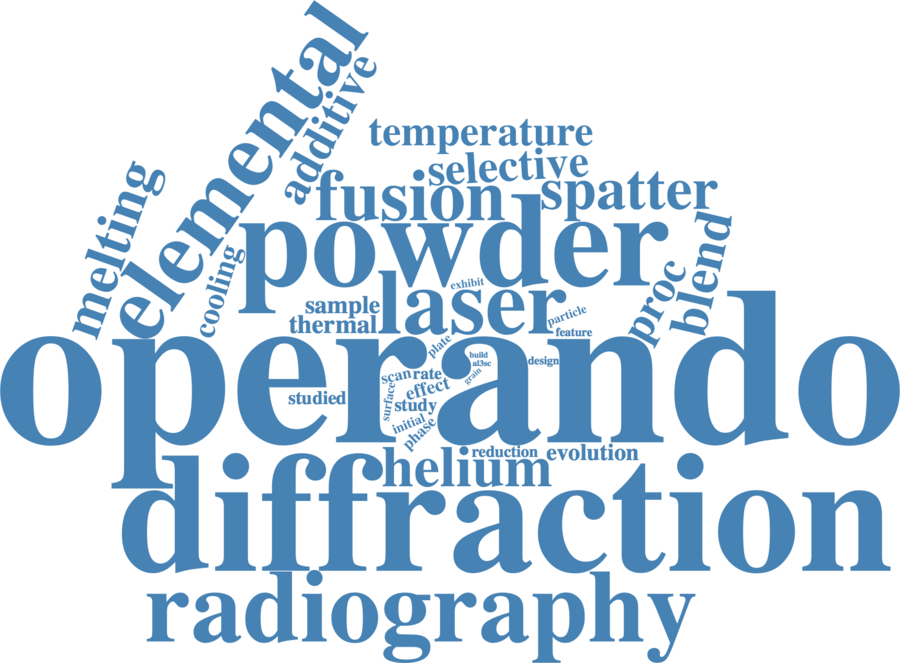 elemental
additive
temperature
selective
melting
fusion
spatter
powder
blend
cooling
proc
exhibit
laser
sample
particle
thermal
feature
operando
plate
build
al3sc
design
scan
rate
grain
effect
surface
studied
study
initial
phase
reduction
evolution
helium
diffraction
radiography